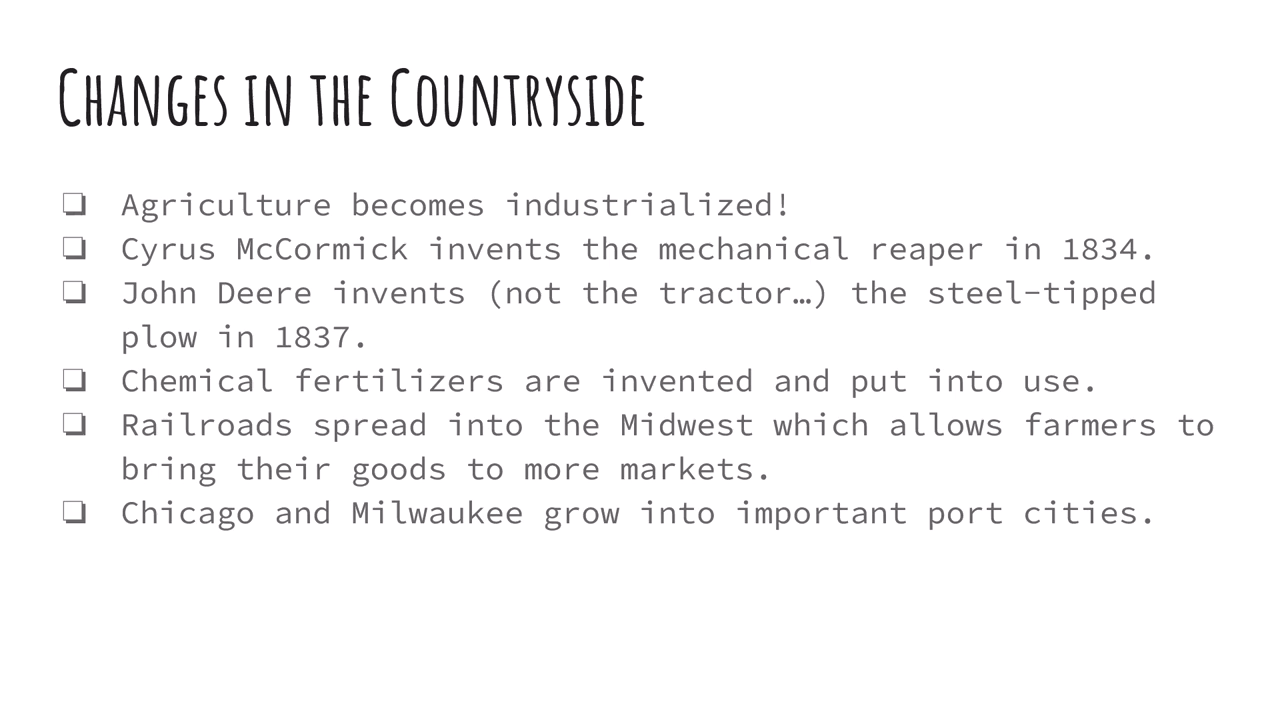 Changes in the Countryside
❏ Agriculture becomes industrialized!
❏ Cyrus McCormick invents the mechanical reaper in 1834.
❏ John Deere invents (not the tractor…) the steel-tipped
plow in 1837.
❏ Chemical fertilizers are invented and put into use.
❏ Railroads spread into the Midwest which allows farmers to
bring their goods to more markets.
❏ Chicago and Milwaukee grow into important port cities.